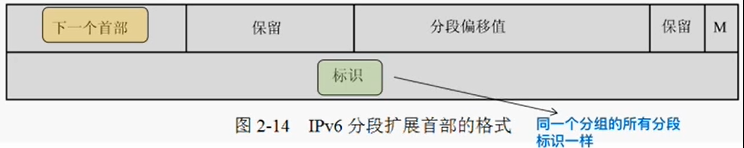 下一个首部 保留 分段偏移值 保留 M
标识
图 2-14 IPv6 分段扩展首部的格式
同一个分组的所有分段
标识一样